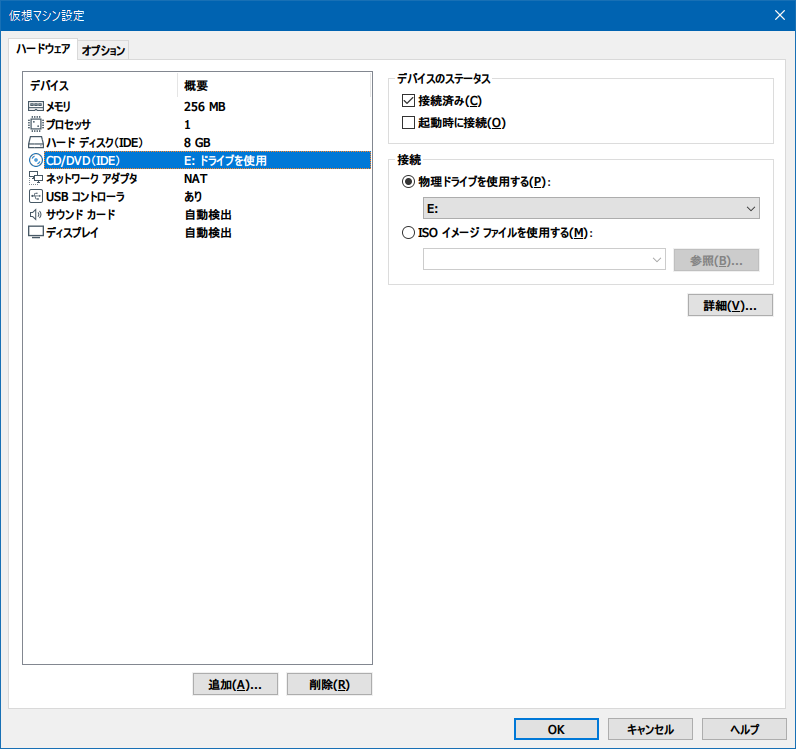 仮想マシン設定
ハードウェア オプション
デバイス 概要
メモリ 256 MB
プロセッサ 1
ハード ディスク(IDE) 8 GB
CD/DVD(IDE) E: ドライブを使用
ネットワーク アダプタ NAT
USB コントローラ あり
サウンド カード 自動検出
ディスプレイ 自動検出
追加(A)... 削除(R)
デバイスのステータス
接続済み(C)
起動時に接続(O)
接続
物理ドライブを使用する(P):
E:
ISO イメージ ファイルを使用する(M):
参照(B)...
詳細(V)...
OK キャンセル ヘルプ